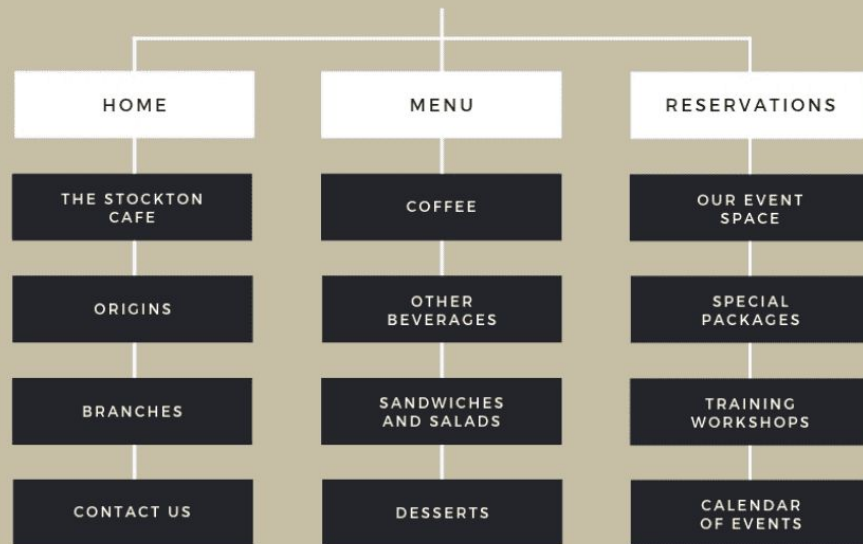 HOME
THE STOCKTON
CAFE
ORIGINS
BRANCHES
CONTACT US
MENU
COFFEE
OTHER
BEVERAGES
SANDWICHES
AND SALADS
DESSERTS
RESERVATIONS
OUR EVENT
SPACE
SPECIAL
PACKAGES
TRAINING
WORKSHOPS
CALENDAR
OF EVENTS